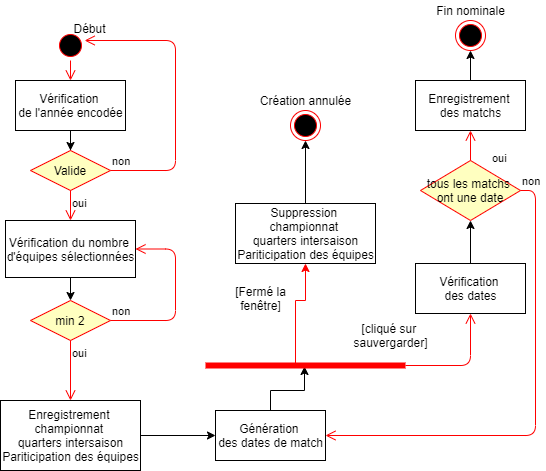 Début
Vérification
de l'année encodée
Valide
non
oui
Vérification du nombre
d'équipes sélectionnées
min 2
non
oui
Enregistrement
championnat
quarters intersaison
Pariticipation des équipes
Génération
des dates de match
[Fermé la
fenêtre]
Suppression
championnat
quarters intersaison
Pariticipation des équipes
Création annulée
[cliqué sur
sauvergarder]
Vérification
des dates
tous les matchs
ont une date
non
oui
Enregistrement
des matchs
Fin nominale